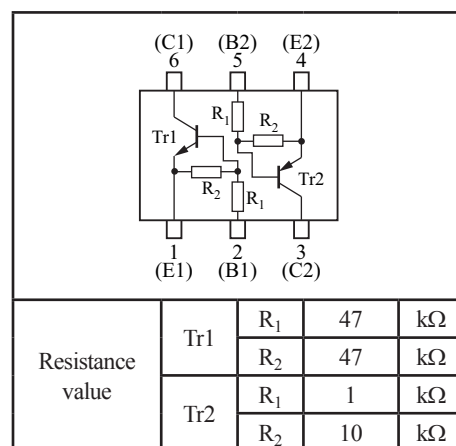 (C1) (B2) (E2)
6 5 4
R1
R2
Tr1
Tr2
R2
R1
1 2 3
(E1) (B1) (C2)
Resistance value
Tr1
R1 47 kΩ
R2 47 kΩ
Tr2
R1 1 kΩ
R2 10 kΩ